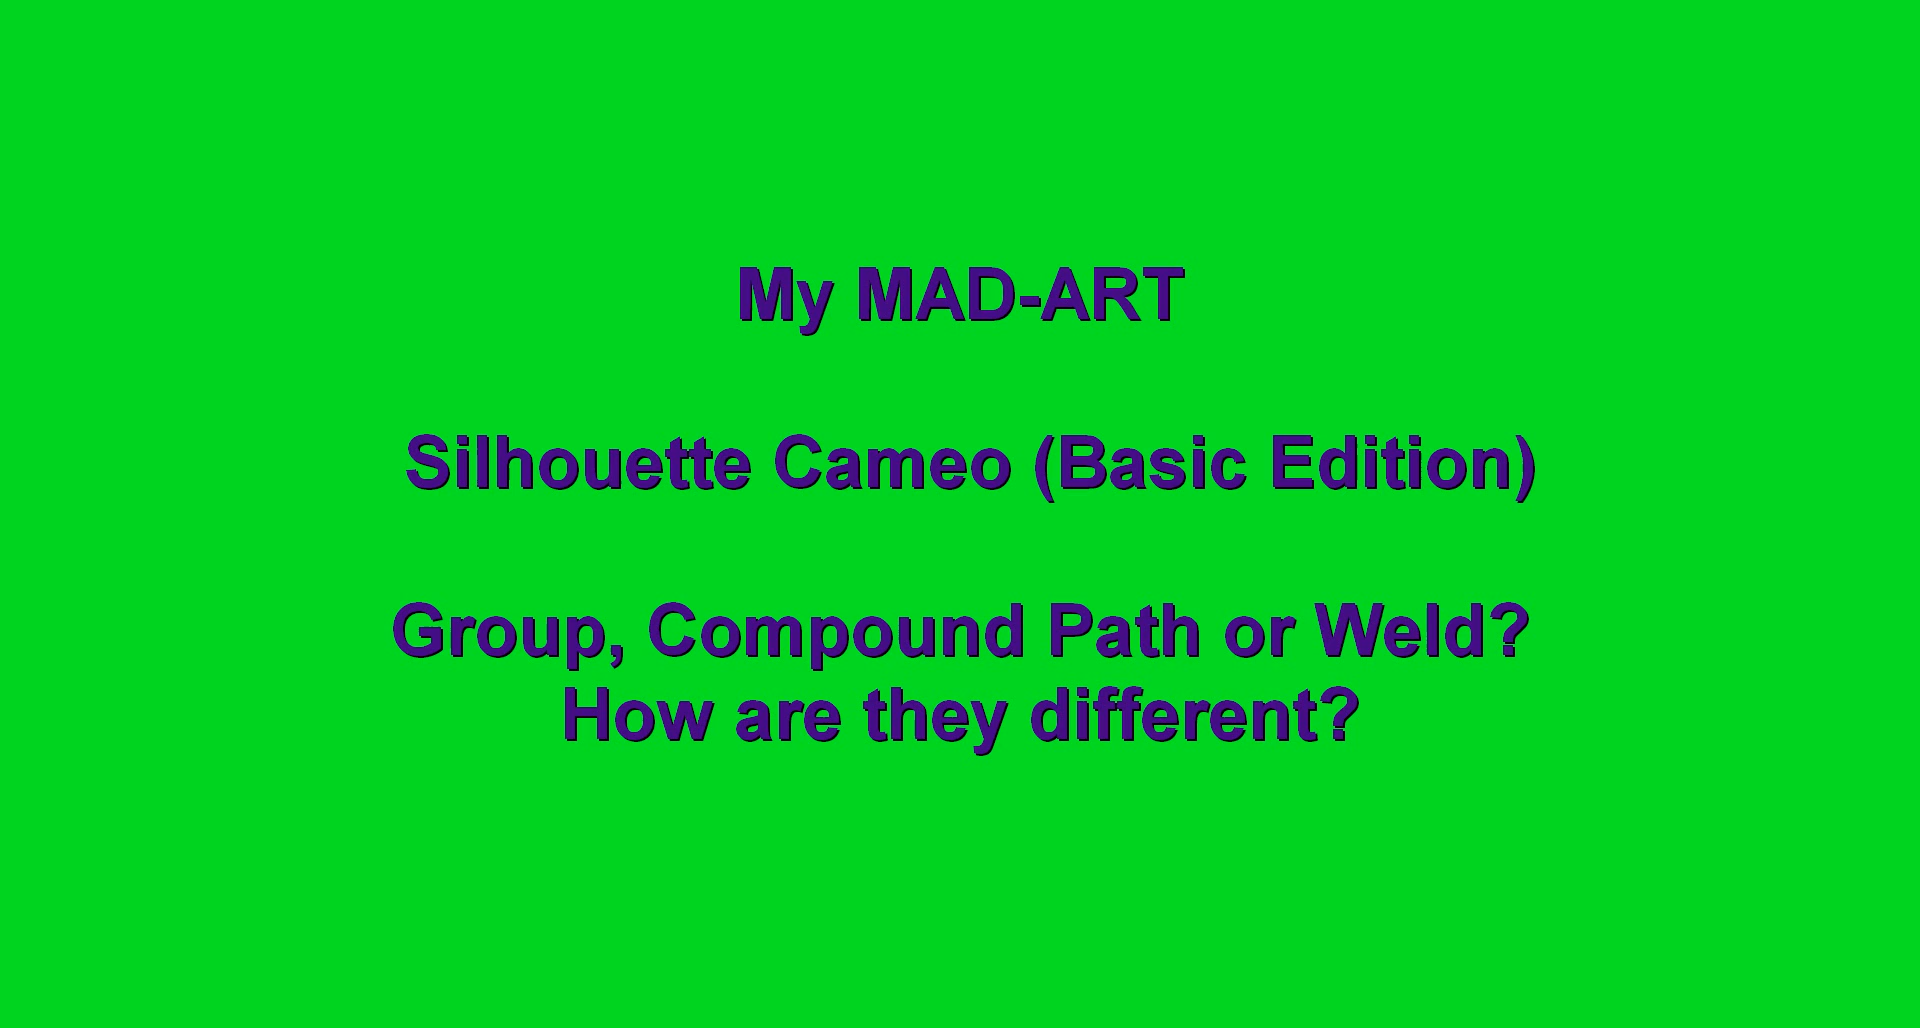 My MAD-ART
Silhouette Cameo (Basic Edition)
Group, Compound Path or Weld?
How are they different?